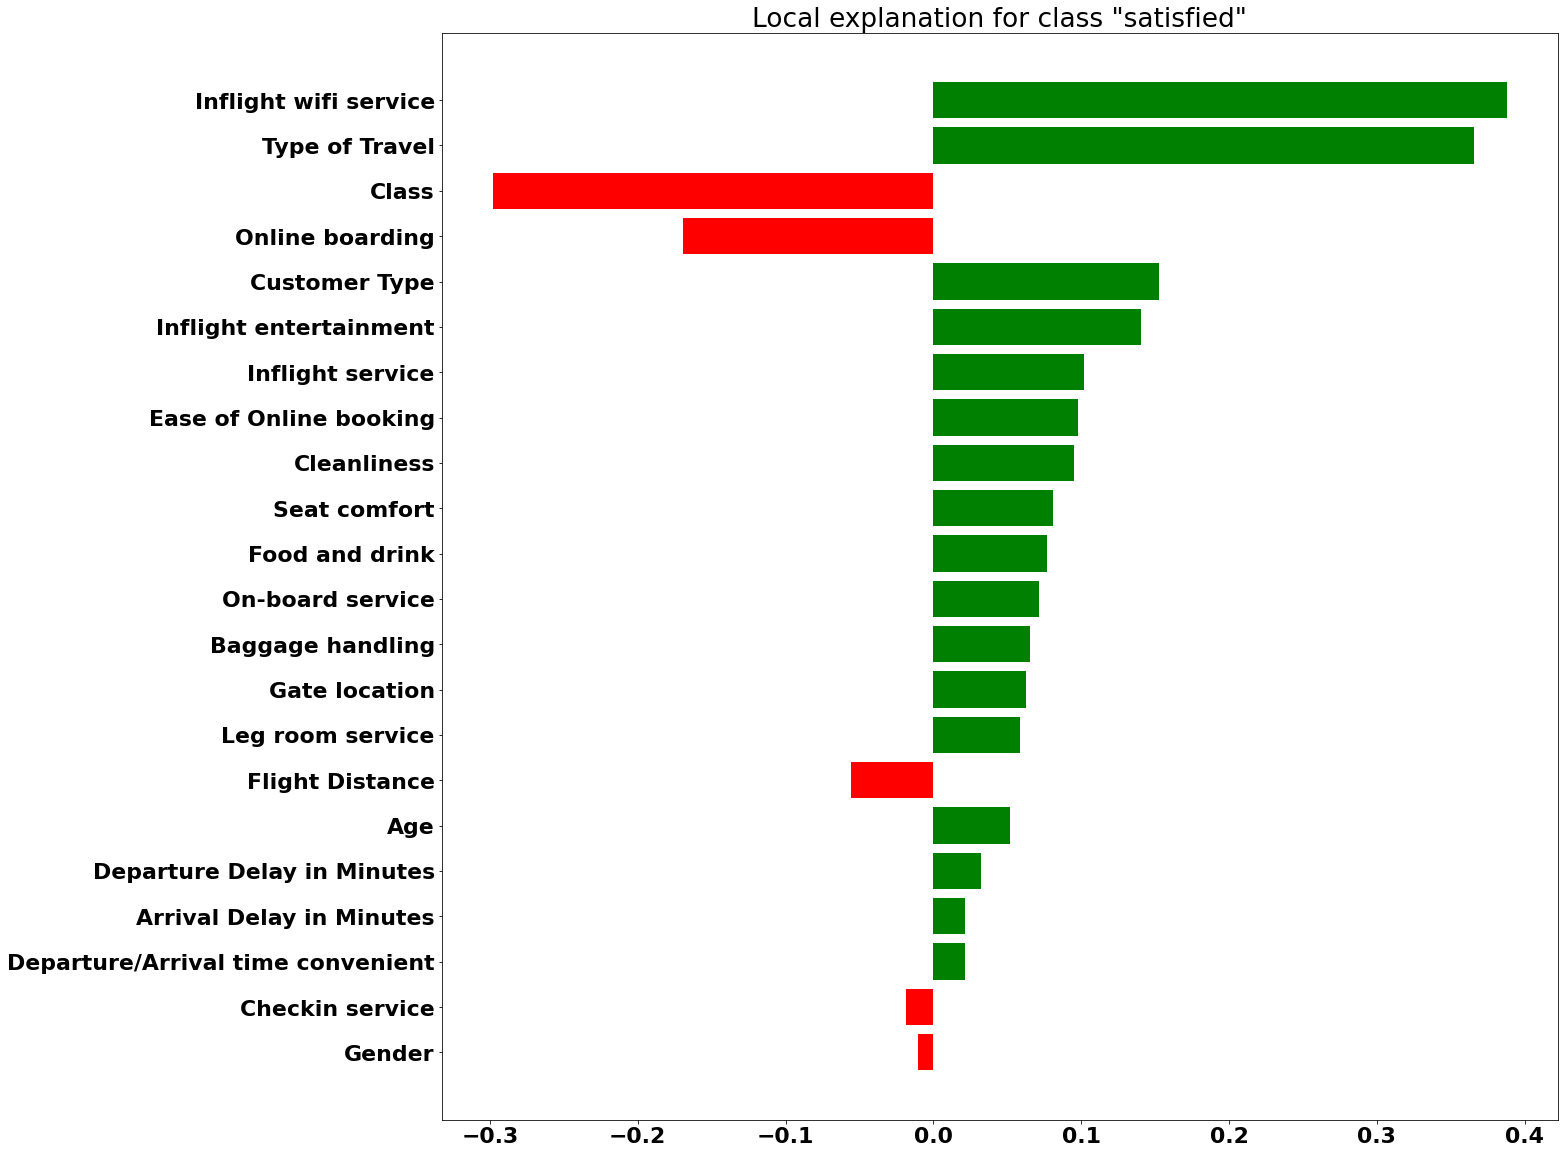 Local explanation for class "satisfied"
Inflight wifi service
Type of Travel
Class
Online boarding
Customer Type
Inflight entertainment
Inflight service
Ease of Online booking
Cleanliness
Seat comfort
Food and drink
On-board service
Baggage handling
Gate location
Leg room service
Flight Distance
Age
Departure Delay in Minutes
Arrival Delay in Minutes
Departure/Arrival time convenient
Checkin service
Gender
−0.3 −0.2 −0.1 0.0 0.1 0.2 0.3 0.4